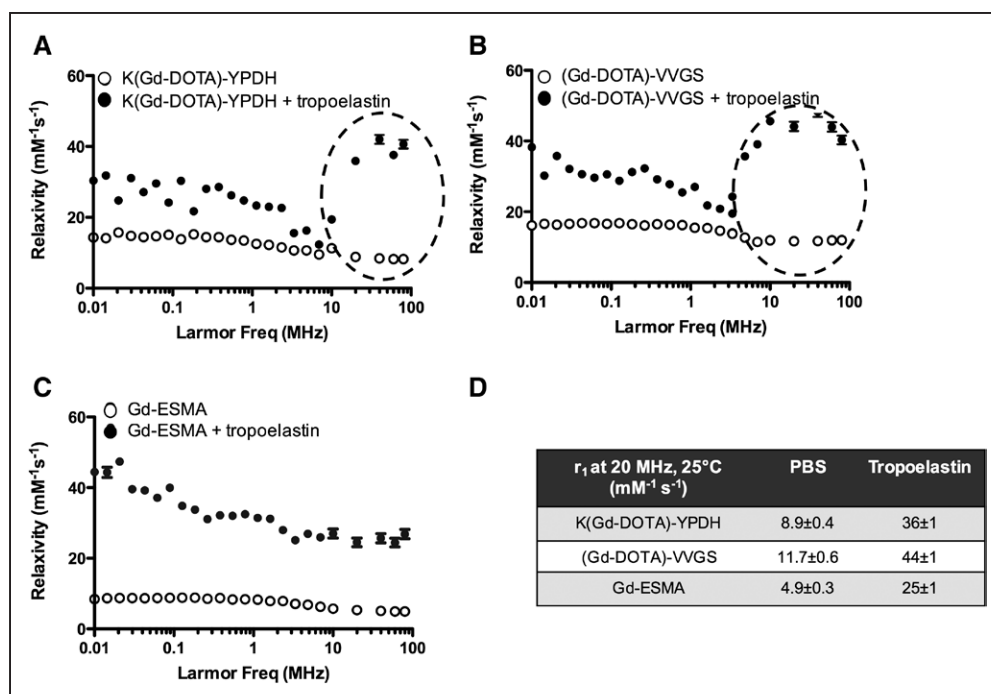 A
K(Gd-DOTA)-YPDH
K(Gd-DOTA)-YPDH + tropoelastin
60
40
20
0
Relaxivity (mM-1s-1)
0.01 0.1 1 10 100
Larmor Freq (MHz)
B
(Gd-DOTA)-VVGS
(Gd-DOTA)-VVGS + tropoelastin
60
40
20
0
Relaxivity (mM-1s-1)
0.01 0.1 1 10 100
Larmor Freq (MHz)
C
Gd-ESMA
Gd-ESMA + tropoelastin
60
40
20
0
Relaxivity (mM-1s-1)
0.01 0.1 1 10 100
Larmor Freq (MHz)
D
r1 at 20 MHz, 25°C (mM-1 s-1) PBS Tropoelastin
K(Gd-DOTA)-YPDH 8.9±0.4 36±1
(Gd-DOTA)-VVGS 11.7±0.6 44±1
Gd-ESMA 4.9±0.3 25±1